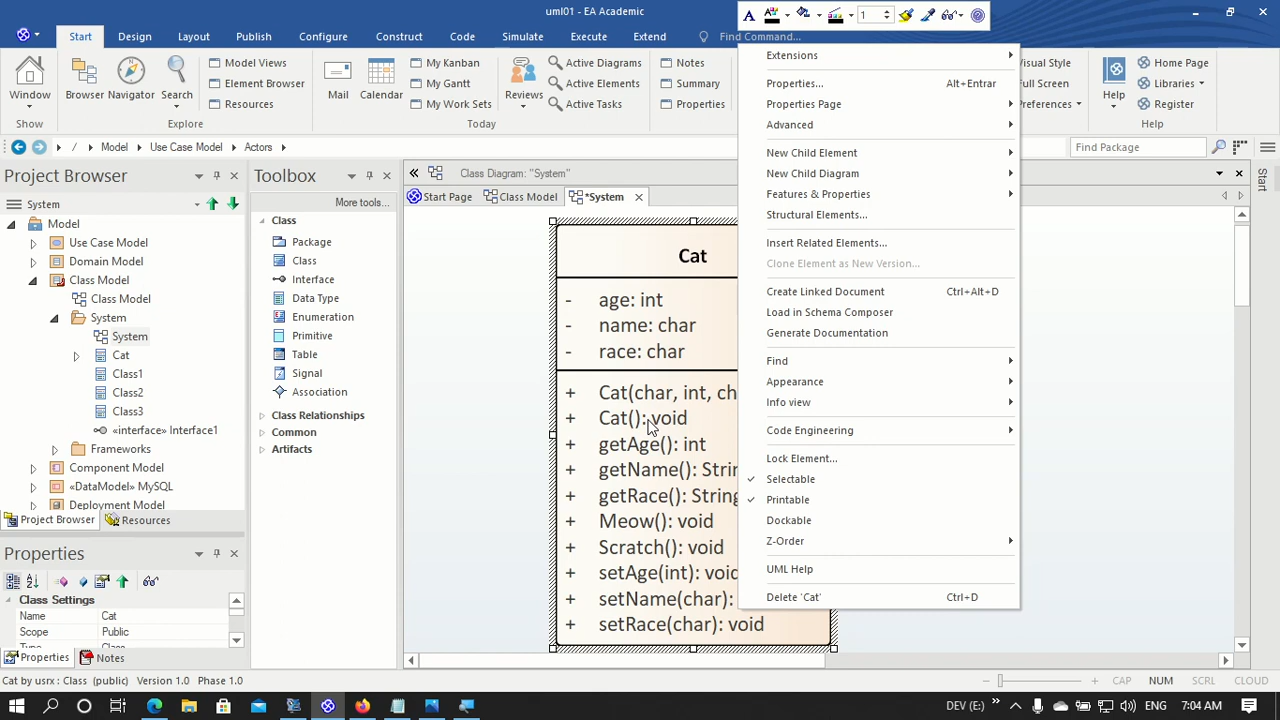 uml01 - EA Academic
1
Start
Design
Layout
Publish
Configure
Construct
Code
Simulate
Execute
Extend
Find Command...
Window
Browser
Navigator
Search
Model Views
Element Browser
Resources
Mail
Calendar
My Kanban
My Gantt
My Work Sets
Reviews
Active Diagrams
Active Elements
Active Tasks
Notes
Summary
Properties
Visual Style
Full Screen
Preferences
Help
Home Page
Libraries
Register
Show
Explore
Today
Help
/ Model Use Case Model Actors
Find Package
Project Browser
System
Model
Use Case Model
Domain Model
Class Model
Class Model
System
System
Cat
Class1
Class2
Class3
«interface» Interface1
Frameworks
Component Model
«DataModel» MySQL
Deployment Model
Project Browser
Resources
Properties
Class Settings
Name Cat
Scope Public
Properties
Notes
Toolbox
More tools...
Class
Package
Class
Interface
Data Type
Enumeration
Primitive
Table
Signal
Association
Class Relationships
Common
Artifacts
Class Diagram: "System"
Start Page
Class Model
*System
Start
Cat
- age: int
- name: char
- race: char
+ Cat(char, int, ch
+ Cat(): void
+ getAge(): int
+ getName(): Strin
+ getRace(): String
+ Meow(): void
+ Scratch(): void
+ setAge(int): void
+ setName(char):
+ setRace(char): void
Extensions
Properties... Alt+Entrar
Properties Page
Advanced
New Child Element
New Child Diagram
Features & Properties
Structural Elements...
Insert Related Elements...
Clone Element as New Version...
Create Linked Document Ctrl+Alt+D
Load in Schema Composer
Generate Documentation
Find
Appearance
Info view
Code Engineering
Lock Element...
Selectable
Printable
Dockable
Z-Order
UML Help
Delete 'Cat' Ctrl+D
Cat by usrx : Class (public) Version 1.0 Phase 1.0
CAP NUM SCRL CLOUD
DEV (E:)
7:04 AM